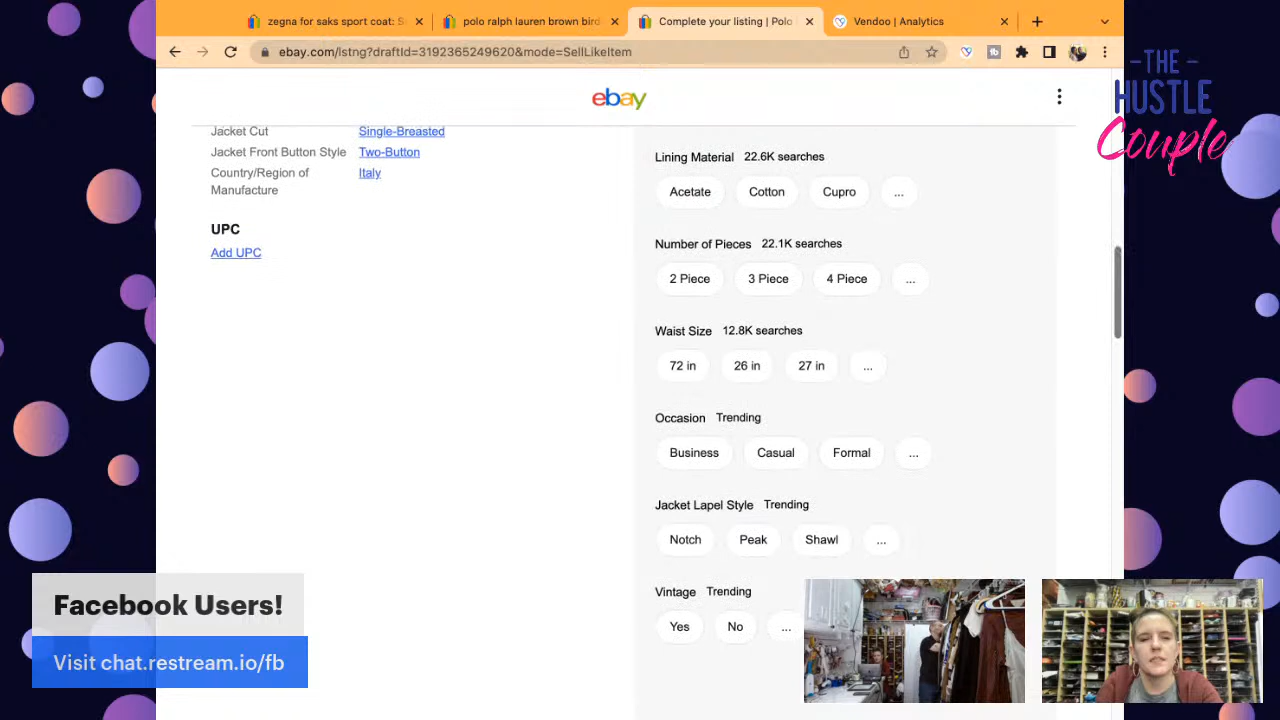 zegna for saks sport coat: Su
polo ralph lauren brown bird
Complete your listing | Polo
Vendoo | Analytics
ebay.com/lstng?draftId=3192365249620&mode=SellLikeItem
-THE-
HUSTLE
Couple
ebay
Jacket Cut Single-Breasted
Jacket Front Button Style Two-Button
Country/Region of Italy
Manufacture
UPC
Add UPC
Lining Material 22.6K searches
Acetate Cotton Cupro ...
Number of Pieces 22.1K searches
2 Piece 3 Piece 4 Piece ...
Waist Size 12.8K searches
72 in 26 in 27 in ...
Occasion Trending
Business Casual Formal ...
Jacket Lapel Style Trending
Notch Peak Shawl ...
Vintage Trending
Yes No ...
Facebook Users!
Visit chat.restream.io/fb